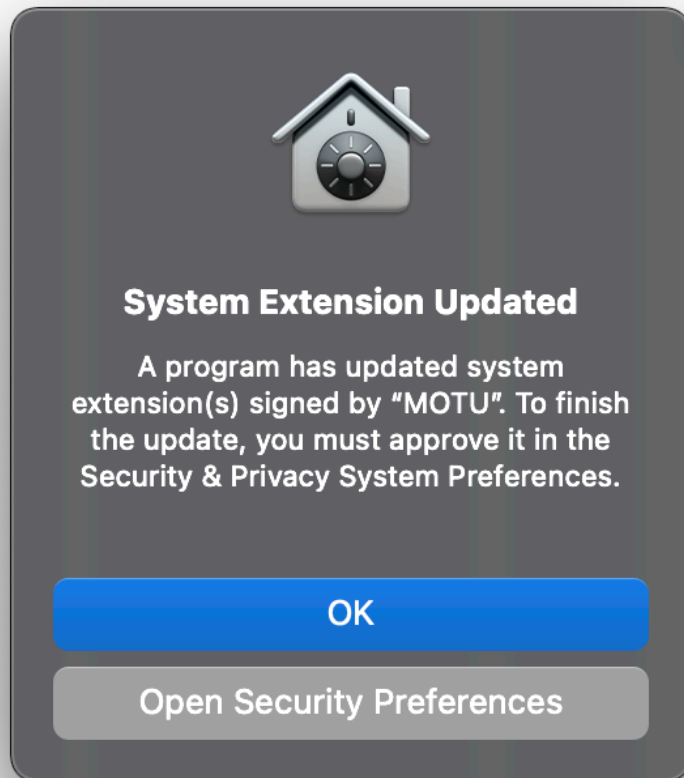 System Extension Updated
A program has updated system
extension(s) signed by “MOTU”. To finish
the update, you must approve it in the
Security & Privacy System Preferences.
OK
Open Security Preferences